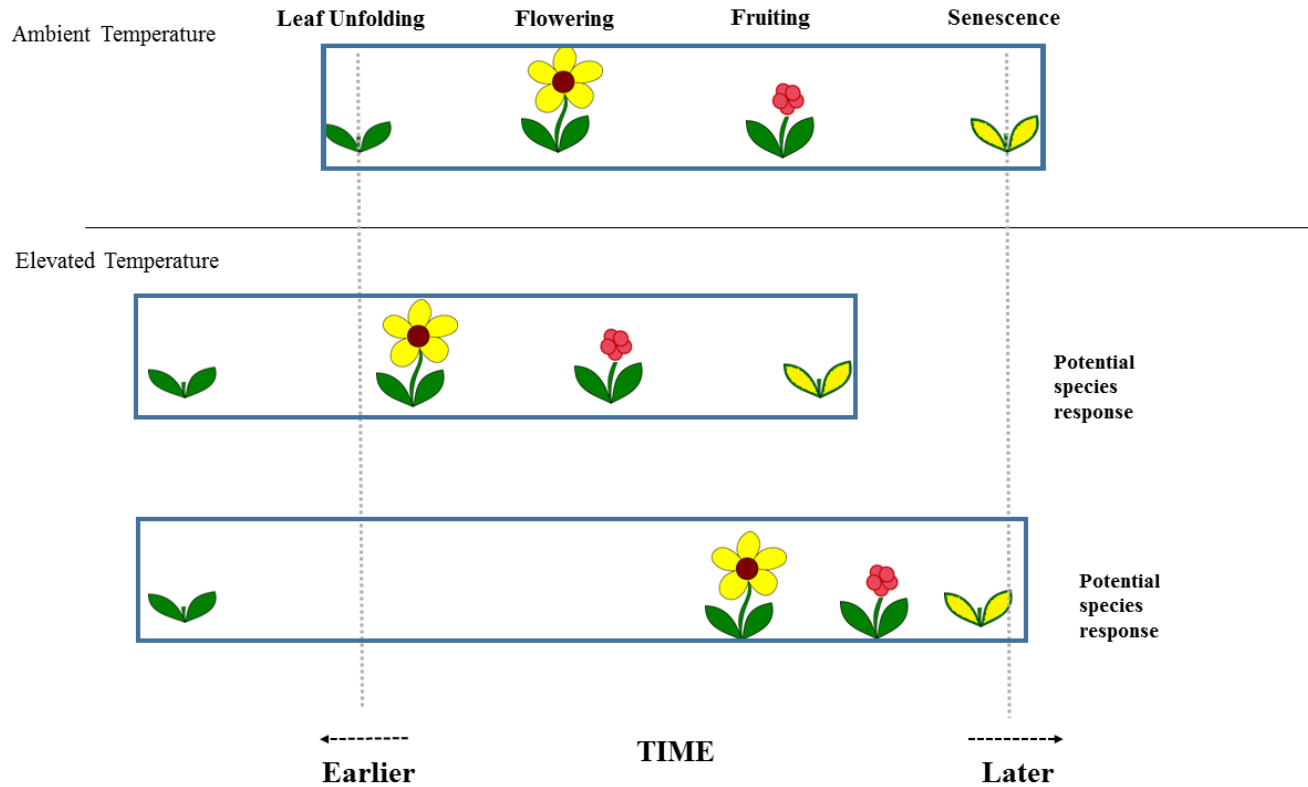 Leaf Unfolding Flowering Fruiting Senescence
Ambient Temperature
Elevated Temperature
Potential
species
response
Potential
species
response
TIME
Earlier
Later